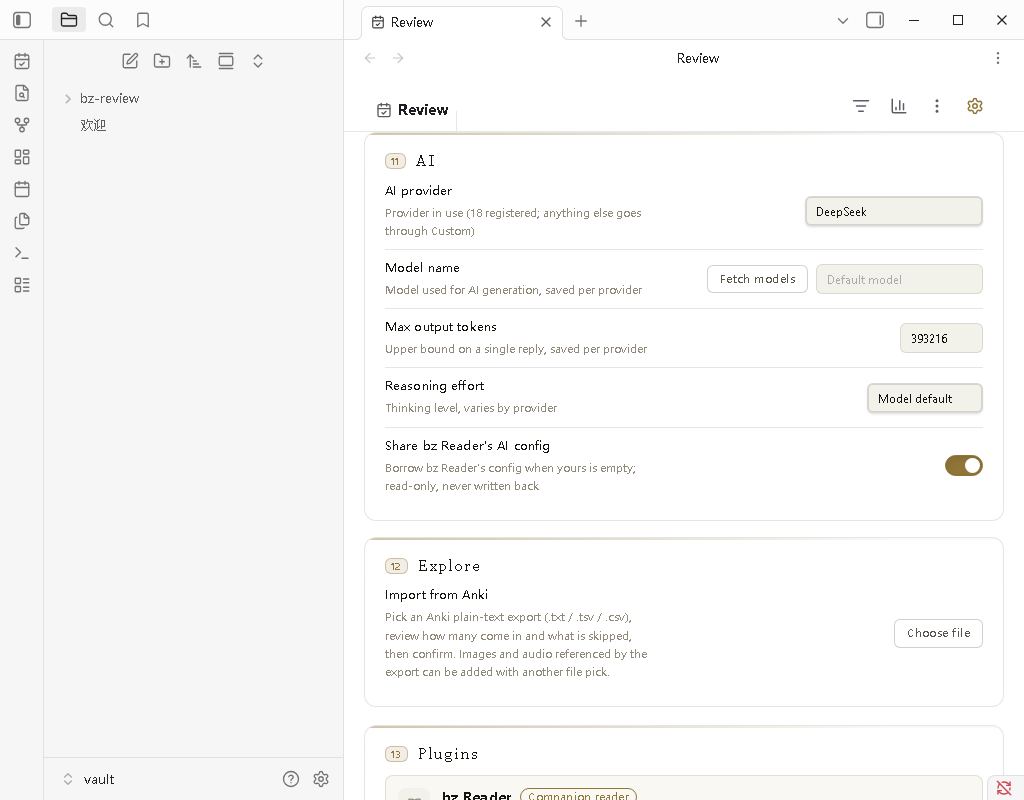 Review
Review
bz-review
欢迎
Review
11 AI
AI provider
Provider in use (18 registered; anything else goes
through Custom)
DeepSeek
Model name
Model used for AI generation, saved per provider
Fetch models
Default model
Max output tokens
Upper bound on a single reply, saved per provider
393216
Reasoning effort
Thinking level, varies by provider
Model default
Share bz Reader's AI config
Borrow bz Reader's config when yours is empty;
read-only, never written back
12 Explore
Import from Anki
Pick an Anki plain-text export (.txt / .tsv / .csv),
review how many come in and what is skipped,
then confirm. Images and audio referenced by the
export can be added with another file pick.
Choose file
13 Plugins
bz Reader
Companion reader
vault